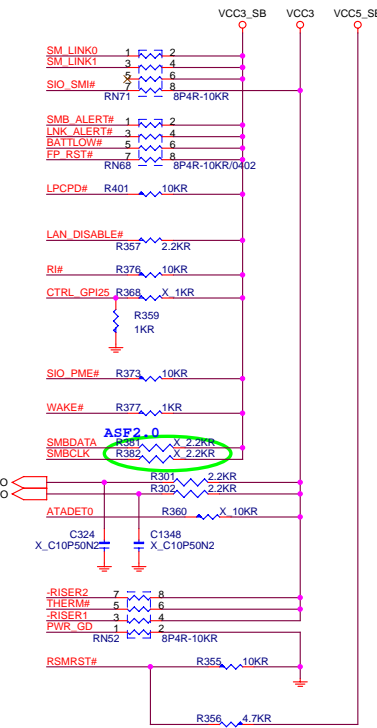 VCC3_SB VCC3 VCC5_SB
SM_LINK0 1 2
SM_LINK1 3 4
5 6
SIO_SMI# 7 8
RN71 8P4R-10KR
SMB_ALERT# 1 2
LNK_ALERT# 3 4
BATTLOW# 5 6
FP_RST# 7 8
RN68 8P4R-10KR/0402
LPCPD# R401 10KR
LAN_DISABLE#
R357 2.2KR
RI# R376 10KR
CTRL_GPI25 R368 X_1KR
R359
1KR
SIO_PME# R373 10KR
WAKE# R377 1KR
ASF2.0
SMBDATA R381 X_2.2KR
SMBCLK R382 X_2.2KR
O R301 2.2KR
O R302 2.2KR
ATADET0 R360 X_10KR
C324 C1348
X_C10P50N2 X_C10P50N2
-RISER2 7 8
THERM# 5 6
-RISER1 3 4
PWR_GD 1 2
RN52 8P4R-10KR
RSMRST# R355 10KR
R356 4.7KR